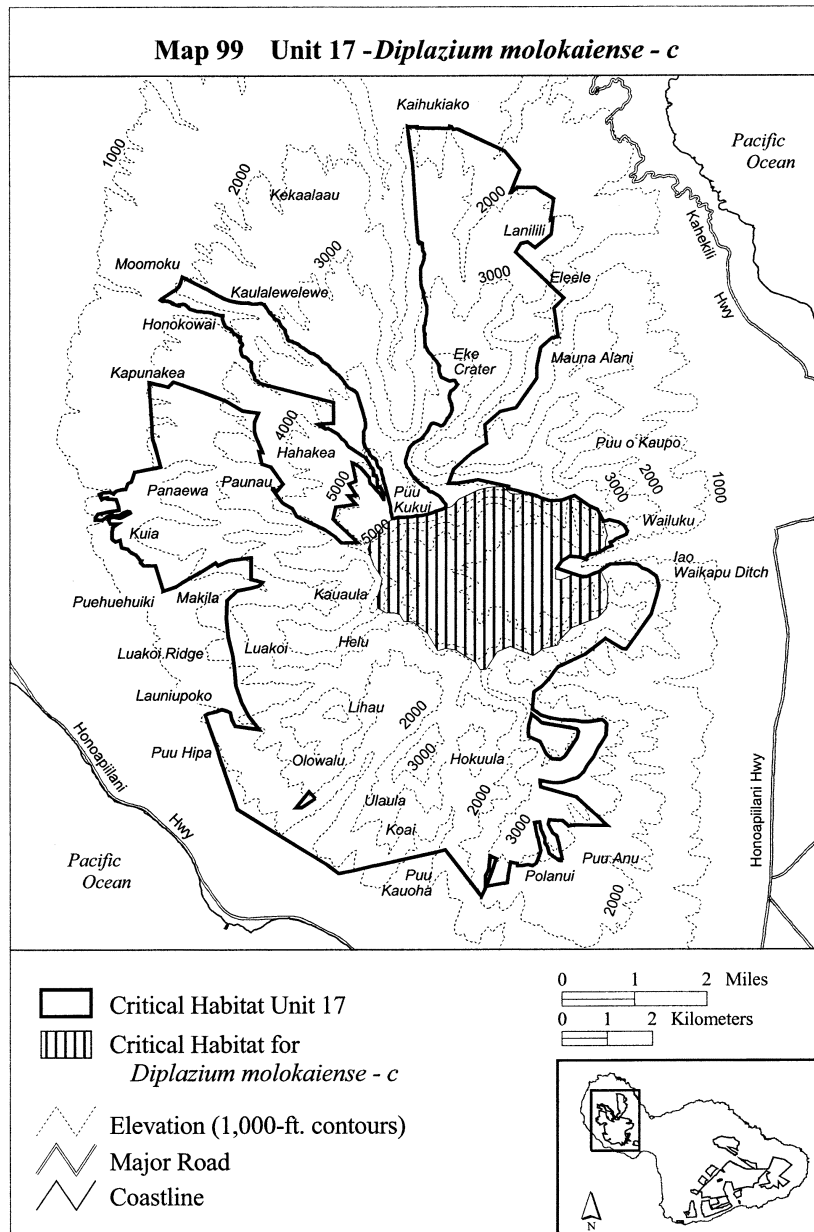 Map 99 Unit 17 -Diplazium molokaiense - c
Kaihukiako
Pacific
Ocean
1000
2000
Kekaalaau
2000
Kahekili
Hwy
Lanilili
3000
Moomoku
3000
Eleele
Kaulalewelewe
Honokowai
Eke
Crater
Mauna Alani
Kapunakea
4000
Hahakea
Puu o Kaupo
3000
2000
1000
Panaewa
Paunau
5000
Puu
Kukui
5000
Wailuku
Kuia
Iao
Waikapu Ditch
Puehuehuiki
Makila
Kauaula
Helu
Luakoi Ridge
Luakoi
Launiupoko
Lihau
2000
Puu Hipa
Olowalu
3000
Hokuula
Honoapiilani
Hwy
Ulaula
2000
Koai
3000
Honoapiilani Hwy
Pacific
Ocean
Puu
Kauoha
Polanui
Puu Anu
2000
0 1 2 Miles
0 1 2 Kilometers
Critical Habitat Unit 17
Critical Habitat for
Diplazium molokaiense - c
Elevation (1,000-ft. contours)
Major Road
Coastline
N